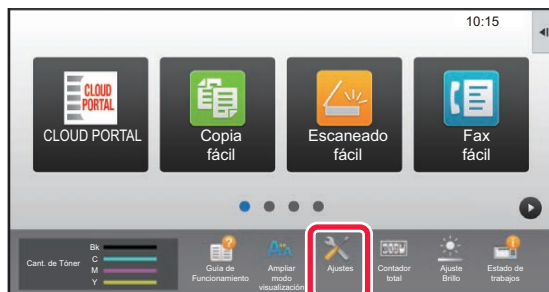 10:15
CLOUD
PORTAL
CLOUD PORTAL
Copia
fácil
Escaneado
fácil
Fax
fácil
Cant. de Tóner
Bk
C
M
Y
Guía de
Funcionamiento
Ampliar
modo
visualización
Ajustes
Contador
total
Ajuste
Brillo
Estado de
trabajos